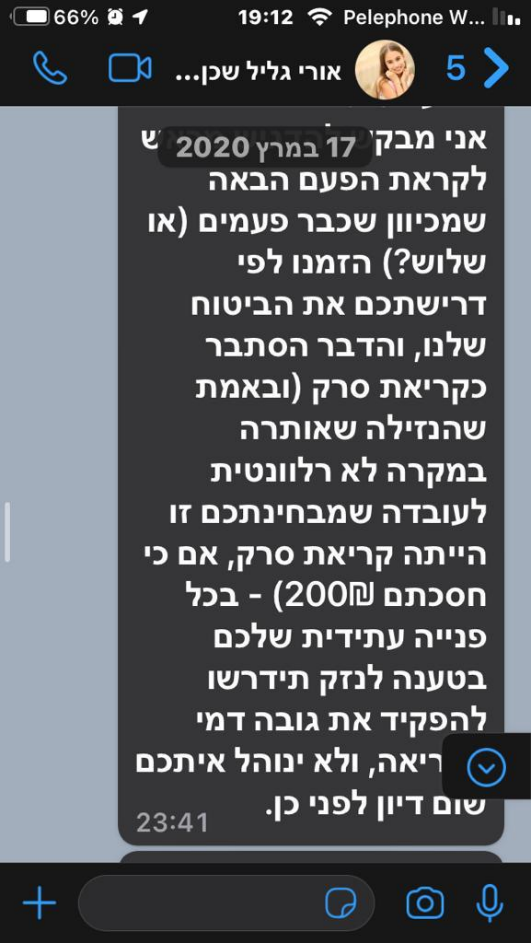 66%
19:12
Pelephone W...
אורי גליל שכן...
5
17 במרץ 2020
אני מבקש
לקראת הפעם הבאה
שמכיוון שכבר פעמים (או
שלוש?) הזמנו לפי
דרישתכם את הביטוח
שלנו, והדבר הסתבר
כקריאת סרק (ובאמת
שהנזילה שאותרה
במקרה לא רלוונטית
לעובדה שמבחינתכם זו
הייתה קריאת סרק, אם כי
חסכתם 200₪) - בכל
פנייה עתידית שלכם
בטענה לנזק תידרשו
להפקיד את גובה דמי
ריאה, ולא ינוהל איתכם
שום דיון לפני כן.
23:41